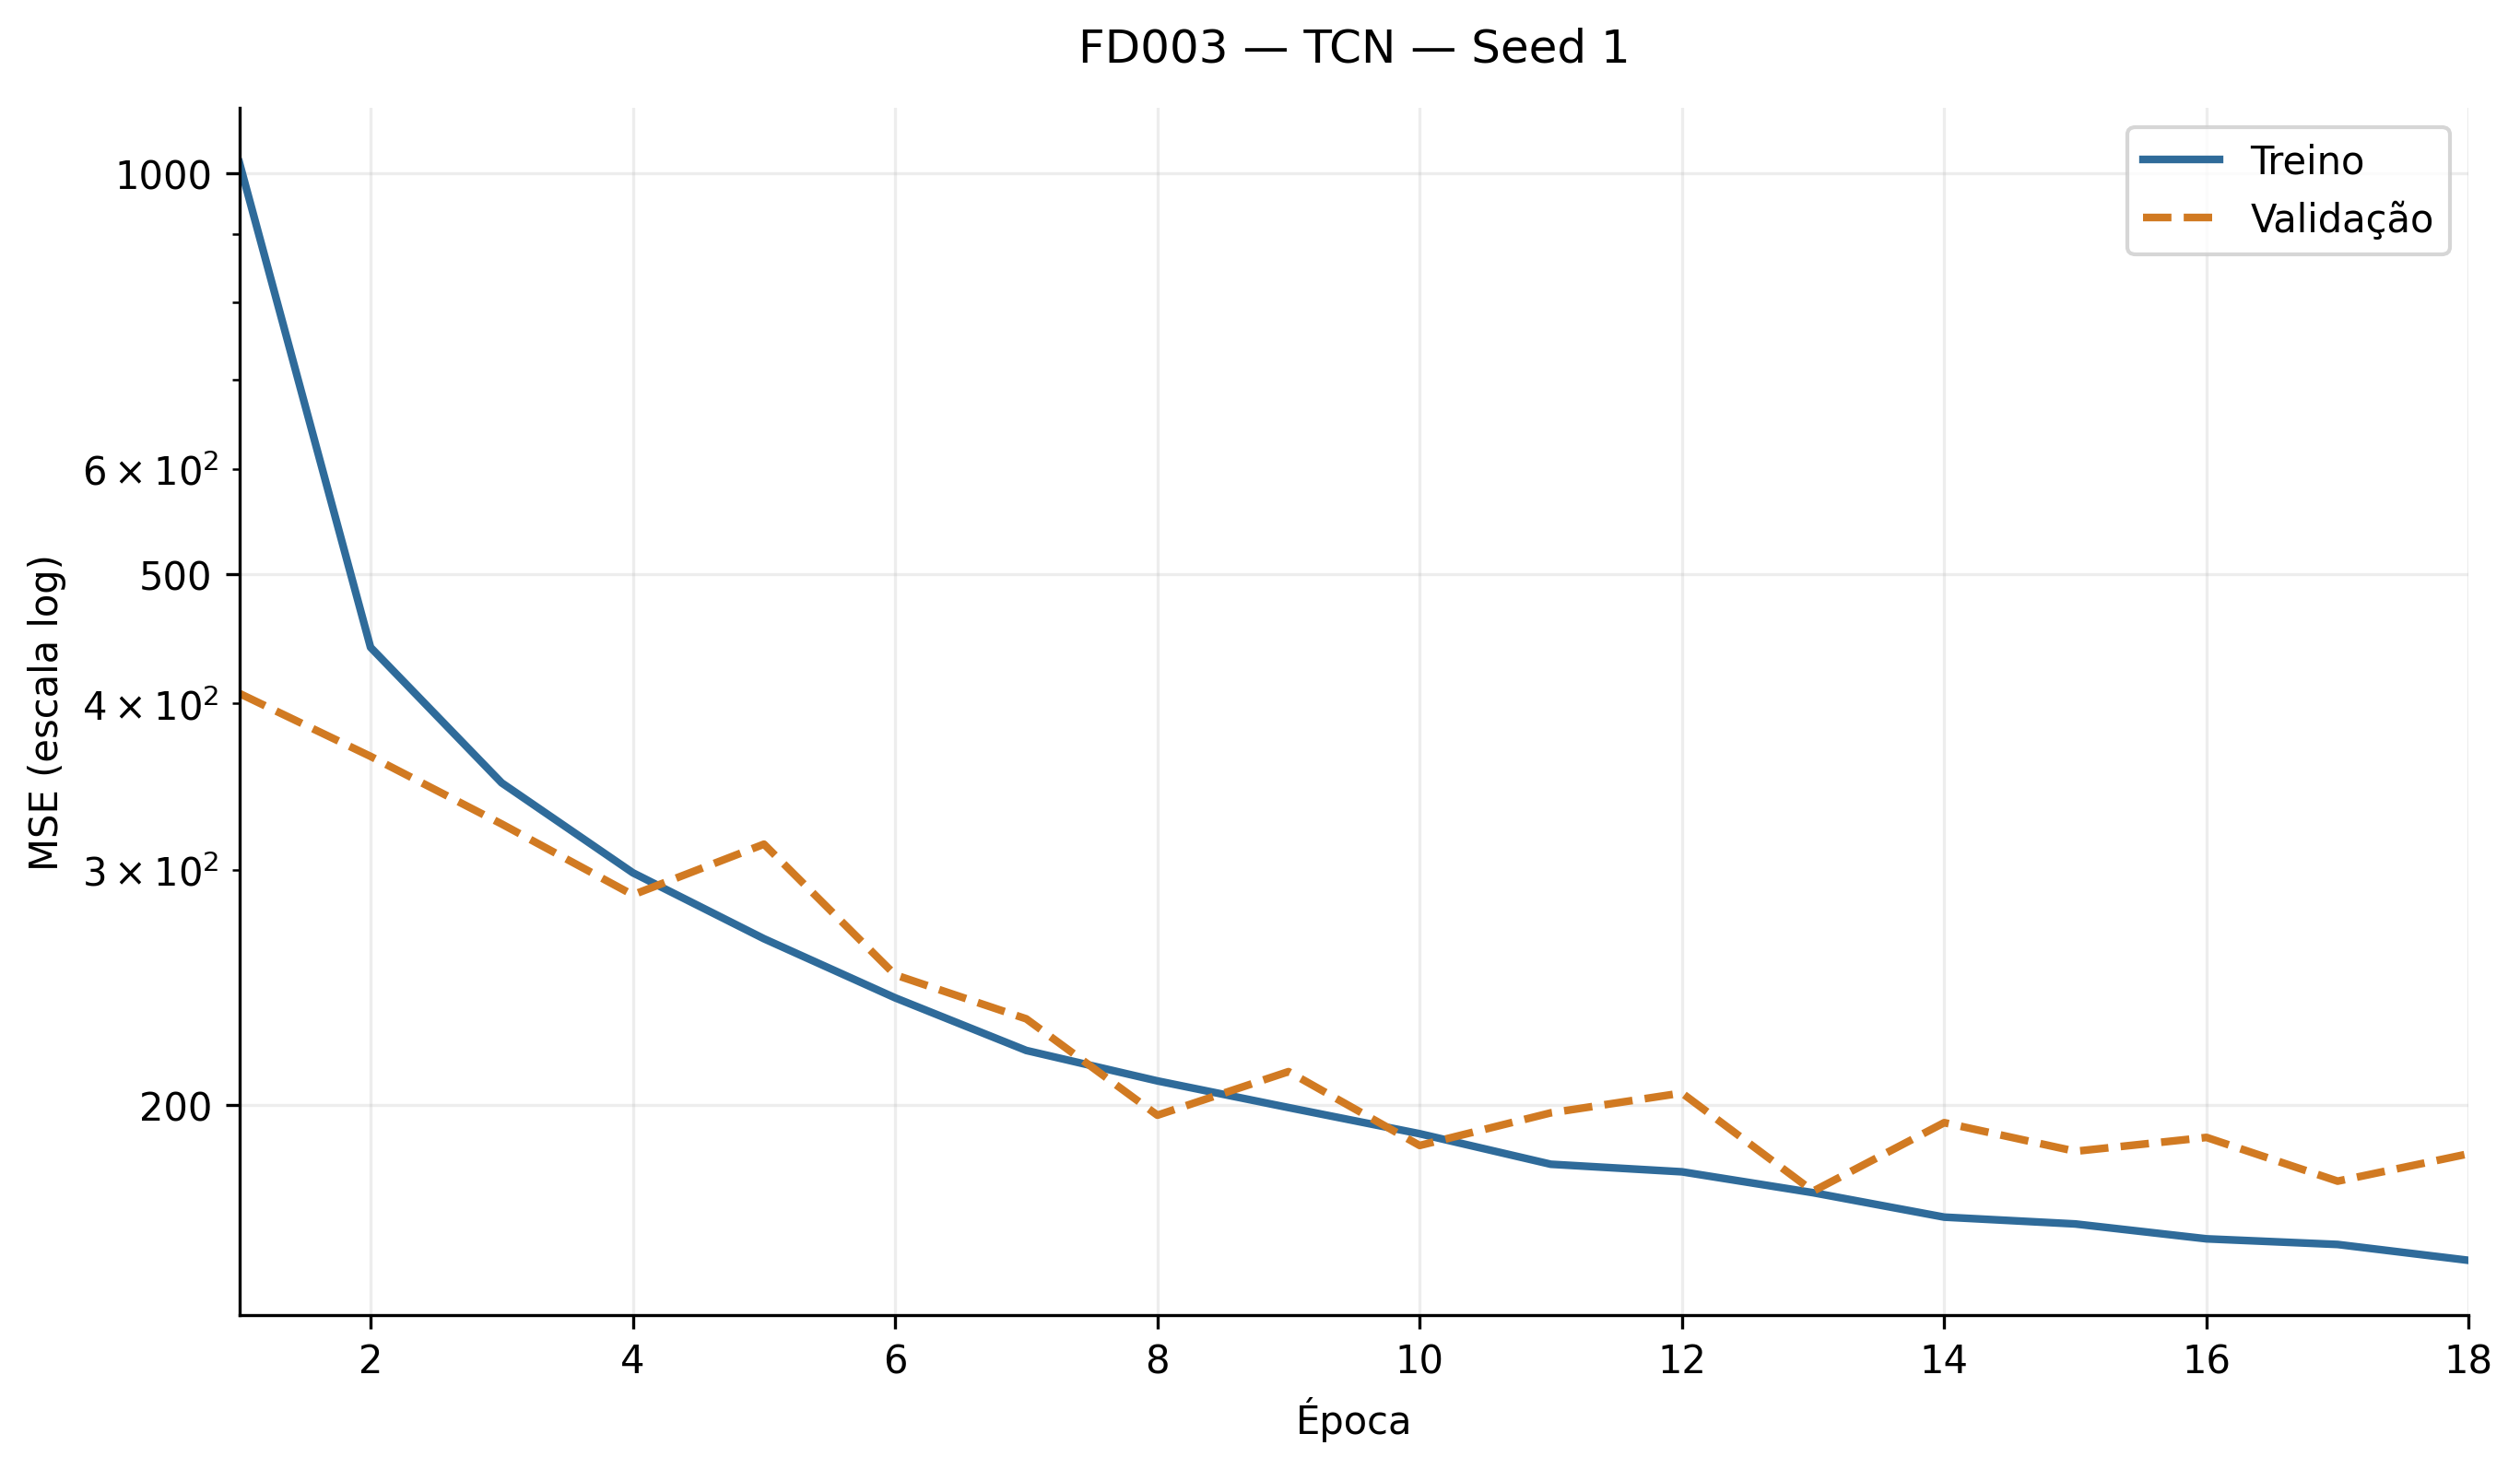 FD003 — TCN — Seed 1
Treino
Validação
MSE (escala log)
1000
6 × 10²
500
4 × 10²
3 × 10²
200
2 4 6 8 10 12 14 16 18
Época